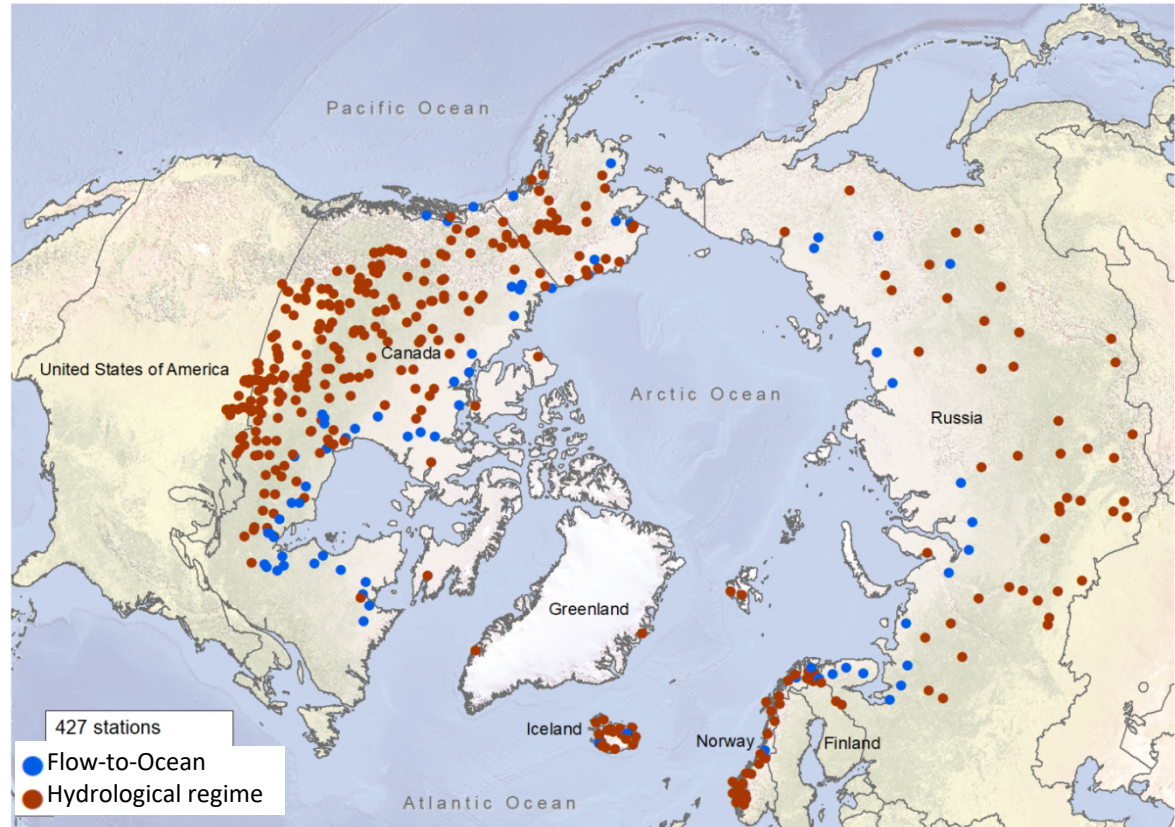 Pacific Ocean
United States of America
Canada
Arctic Ocean
Russia
Greenland
Iceland
Norway
Finland
Atlantic Ocean
427 stations
Flow-to-Ocean
Hydrological regime